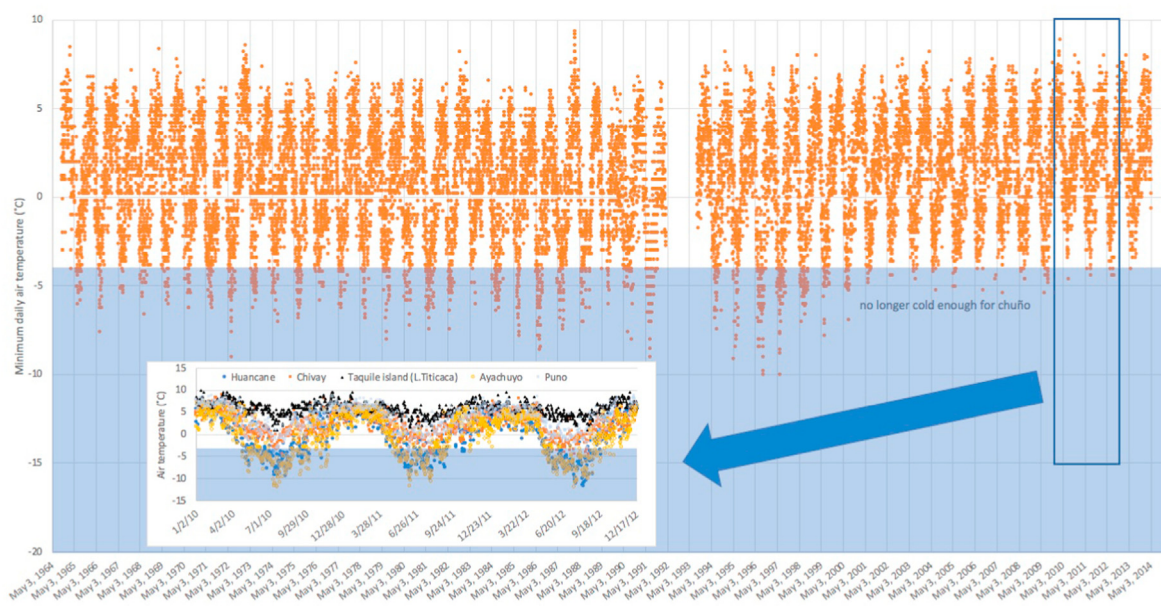 10
5
0
-5
-10
-15
-20
Minimum daily air temperature (˚C)
no longer cold enough for chuño
Huancane
Chivay
Taquile island (L.Titicaca)
Ayachuyo
Puno
15
10
5
0
-5
-10
-15
Air temperature (˚C)
1/2/10
4/2/10
7/1/10
9/29/10
12/28/10
3/28/11
6/26/11
9/24/11
12/23/11
3/22/12
6/20/12
9/18/12
12/17/12
May 3, 1964
May 3, 1965
May 3, 1966
May 3, 1967
May 3, 1968
May 3, 1969
May 3, 1970
May 3, 1971
May 3, 1972
May 3, 1973
May 3, 1974
May 3, 1975
May 3, 1976
May 3, 1977
May 3, 1978
May 3, 1979
May 3, 1980
May 3, 1981
May 3, 1982
May 3, 1983
May 3, 1984
May 3, 1985
May 3, 1986
May 3, 1987
May 3, 1988
May 3, 1989
May 3, 1990
May 3, 1991
May 3, 1992
May 3, 1993
May 3, 1994
May 3, 1995
May 3, 1996
May 3, 1997
May 3, 1998
May 3, 1999
May 3, 2000
May 3, 2001
May 3, 2002
May 3, 2003
May 3, 2004
May 3, 2005
May 3, 2006
May 3, 2007
May 3, 2008
May 3, 2009
May 3, 2010
May 3, 2011
May 3, 2012
May 3, 2013
May 3, 2014